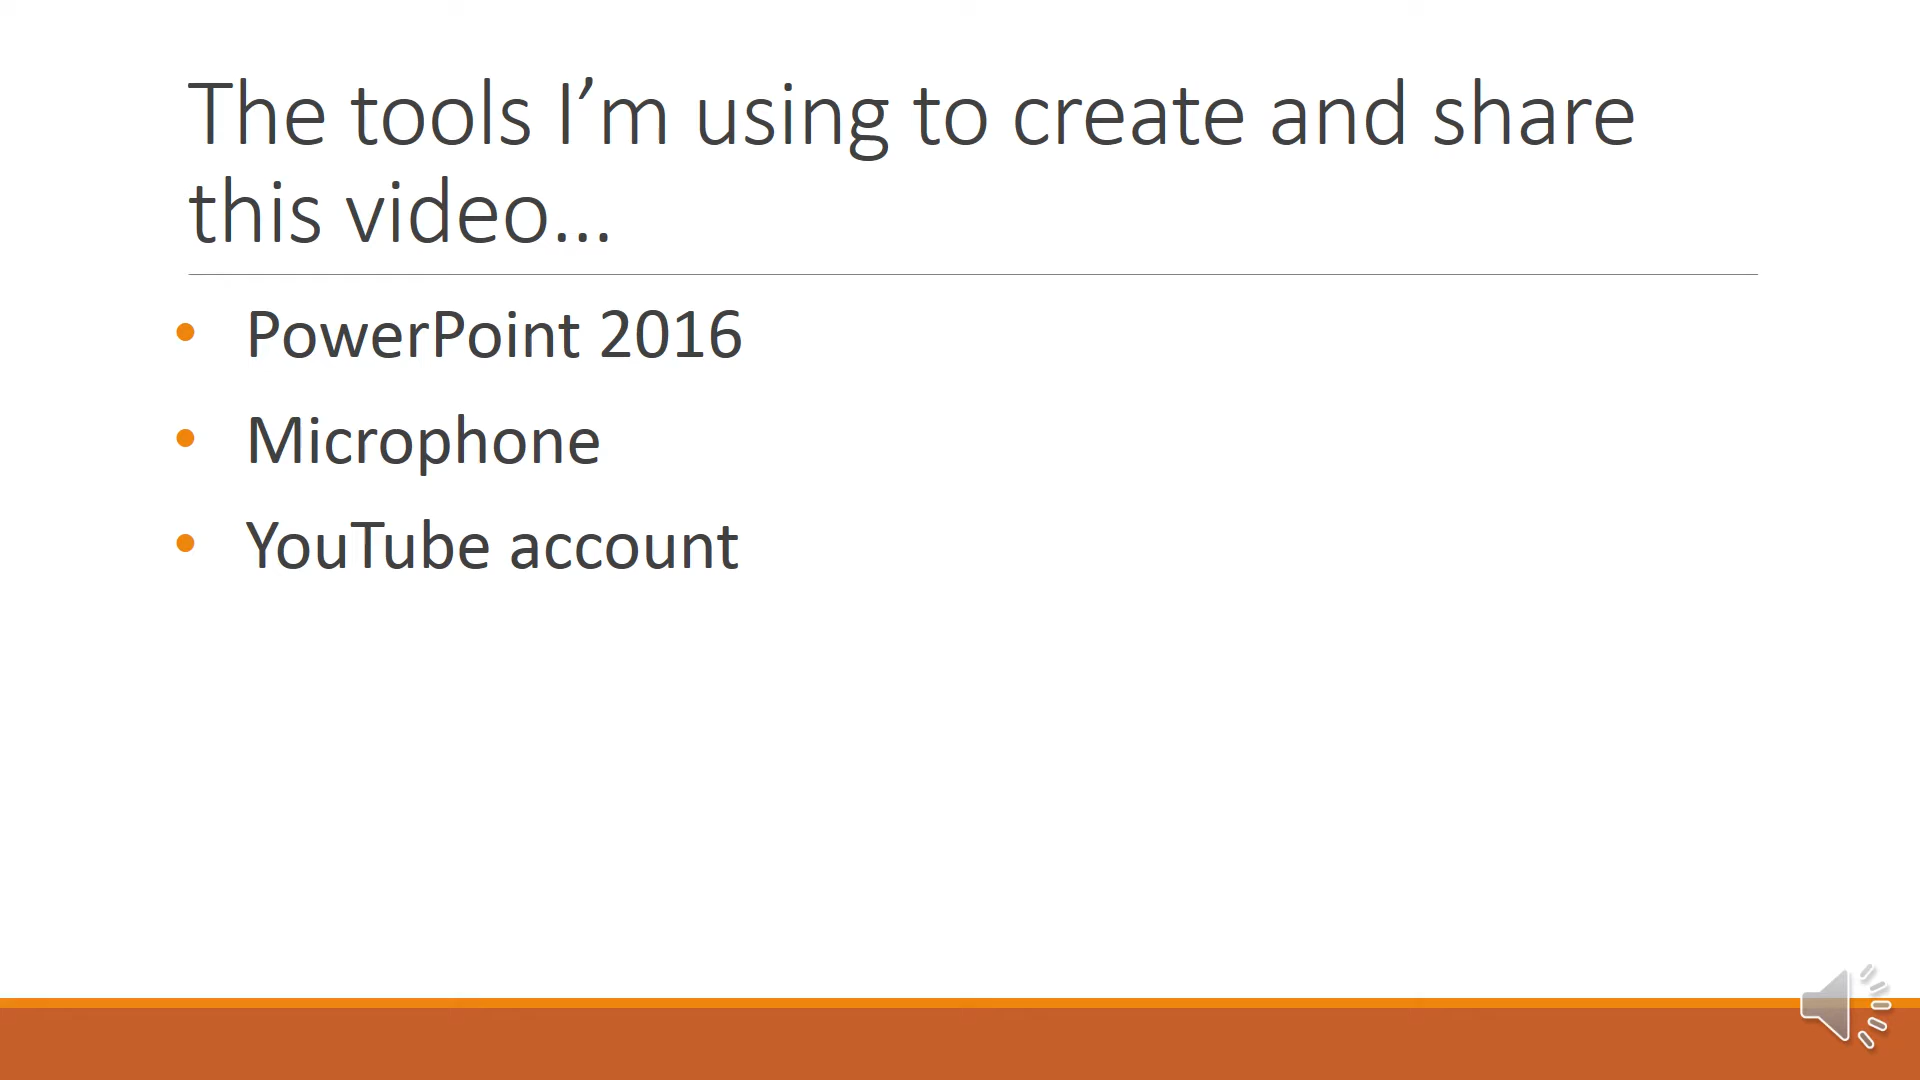 The tools I’m using to create and share
this video…
• PowerPoint 2016
• Microphone
• YouTube account